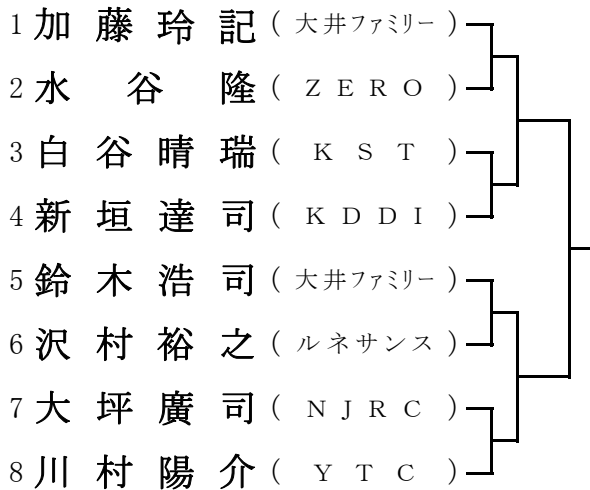 1 加藤玲記 (大井ファミリー)
2 水谷隆 (ZERO)
3 白谷晴瑞 (KST)
4 新垣達司 (KDDI)
5 鈴木浩司 (大井ファミリー)
6 沢村裕之 (ルネサンス)
7 大坪廣司 (NJRC)
8 川村陽介 (YTC)